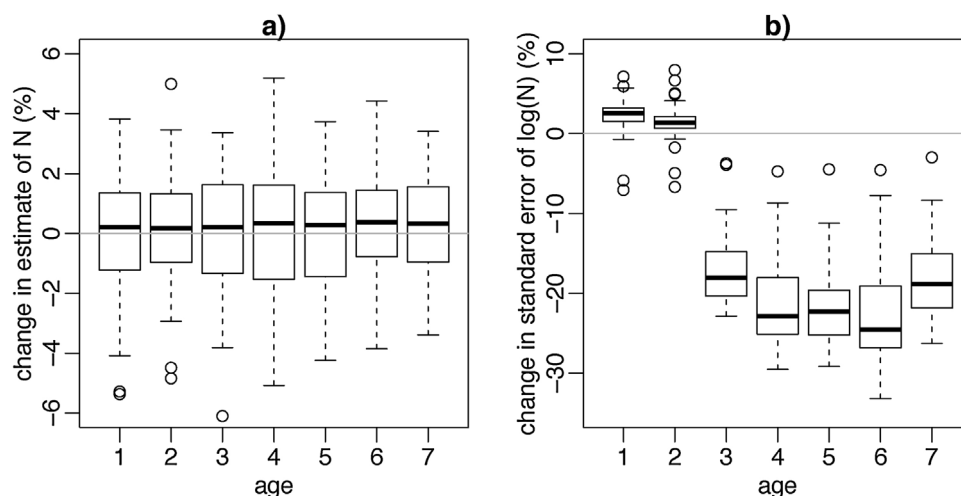 a)
change in estimate of N (%)
6
4
2
0
−2
−4
−6
1 2 3 4 5 6 7
age
b)
change in standard error of log(N) (%)
10
0
−10
−20
−30
1 2 3 4 5 6 7
age